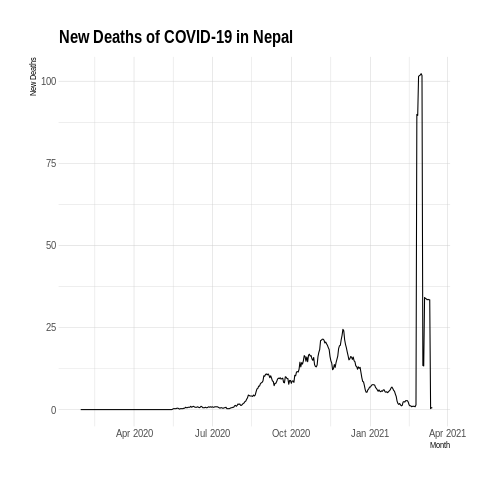 New Deaths of COVID-19 in Nepal
New Deaths
100
75
50
25
0
Apr 2020 Jul 2020 Oct 2020 Jan 2021 Apr 2021
Month